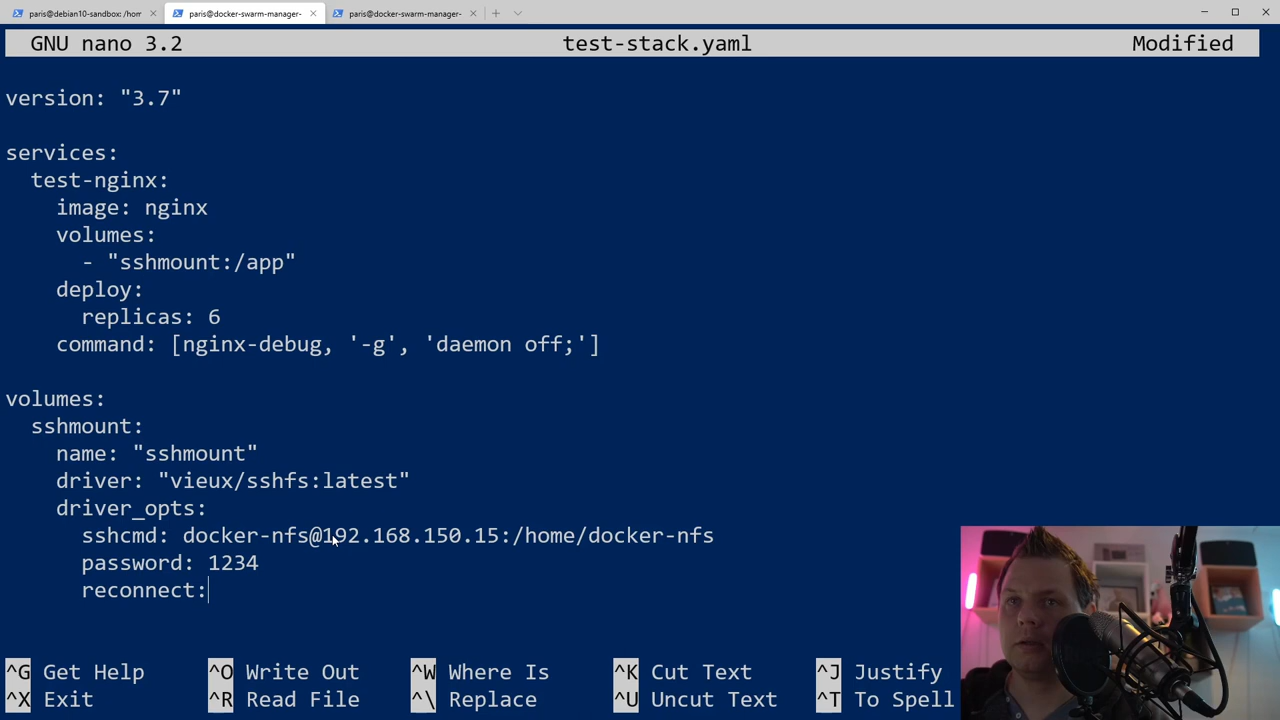 paris@debian10-sandbox: /hom
paris@docker-swarm-manager-
paris@docker-swarm-manager-
GNU nano 3.2 test-stack.yaml Modified
version: "3.7"
services:
  test-nginx:
    image: nginx
    volumes:
      - "sshmount:/app"
    deploy:
      replicas: 6
    command: [nginx-debug, '-g', 'daemon off;']
volumes:
  sshmount:
    name: "sshmount"
    driver: "vieux/sshfs:latest"
    driver_opts:
      sshcmd: docker-nfs@192.168.150.15:/home/docker-nfs
      password: 1234
      reconnect:
^G Get Help ^O Write Out ^W Where Is ^K Cut Text ^J Justify
^X Exit ^R Read File ^\ Replace ^U Uncut Text ^T To Spell